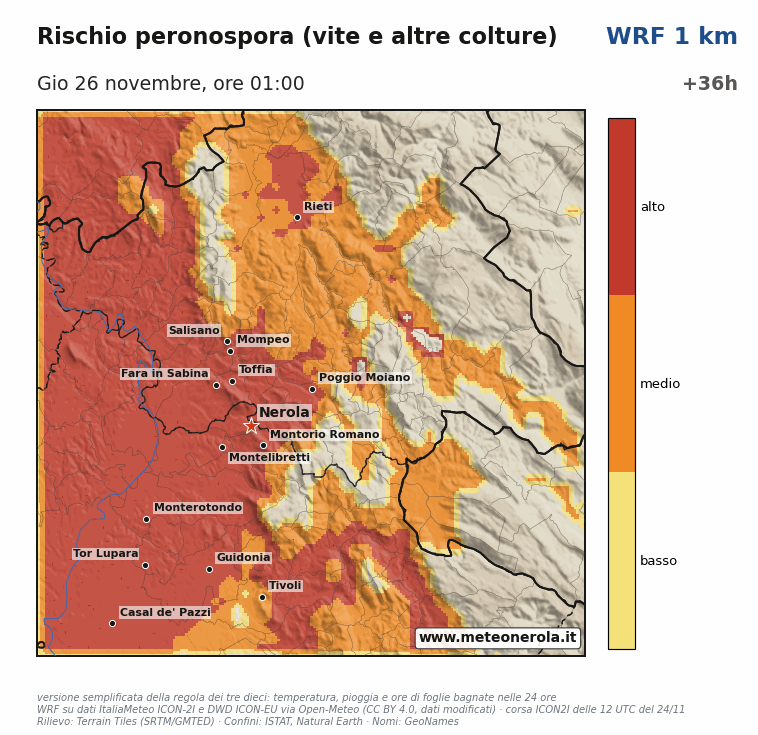 Rischio peronospora (vite e altre colture)
WRF 1 km
Gio 26 novembre, ore 01:00
+36h
alto
Rieti
Salisano
Mompeo
Toffia
Fara in Sabina
Poggio Moiano
medio
Nerola
Montorio Romano
Montelibretti
Monterotondo
Tor Lupara
Guidonia
basso
Tivoli
Casal de' Pazzi
www.meteonerola.it
versione semplificata della regola dei tre dieci: temperatura, pioggia e ore di foglie bagnate nelle 24 ore
WRF su dati ItaliaMeteo ICON-2I e DWD ICON-EU via Open-Meteo (CC BY 4.0, dati modificati) · corsa ICON2I delle 12 UTC del 24/11
Rilievo: Terrain Tiles (SRTM/GMTED) · Confini: ISTAT, Natural Earth · Nomi: GeoNames